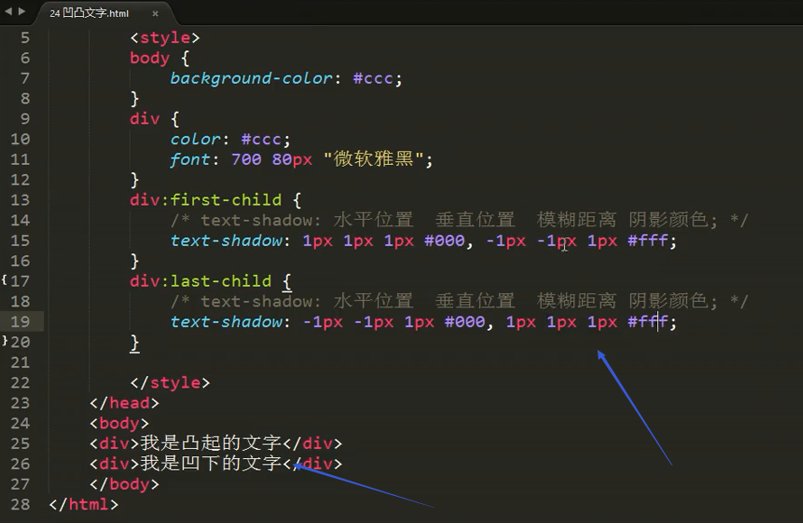 24 凹凸文字.html
5 <style>
6 body {
7 background-color: #ccc;
8 }
9 div {
10 color: #ccc;
11 font: 700 80px "微软雅黑";
12 }
13 div:first-child {
14 /* text-shadow: 水平位置 垂直位置 模糊距离 阴影颜色; */
15 text-shadow: 1px 1px 1px #000, -1px -1px 1px #fff;
16 }
17 div:last-child {
18 /* text-shadow: 水平位置 垂直位置 模糊距离 阴影颜色; */
19 text-shadow: -1px -1px 1px #000, 1px 1px 1px #fff;
20 }
21
22 </style>
23 </head>
24 <body>
25 <div>我是凸起的文字</div>
26 <div>我是凹下的文字</div>
27 </body>
28 </html>